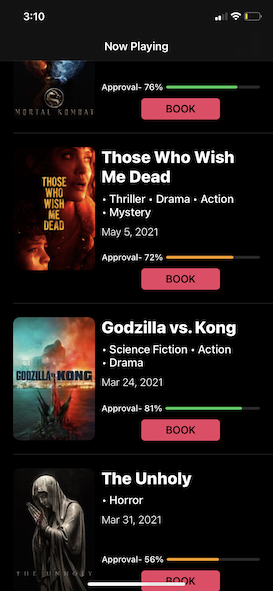 3:10
Now Playing
MORTAL KOMBAT
Approval- 76%
BOOK
THOSE
WHO
WISH
ME
DEAD
Those Who Wish
Me Dead
• Thriller • Drama • Action
• Mystery
May 5, 2021
Approval- 72%
BOOK
GODZILLA VS. KONG
Godzilla vs. Kong
• Science Fiction • Action
• Drama
Mar 24, 2021
Approval- 81%
BOOK
THE UNHOLY
The Unholy
• Horror
Mar 31, 2021
Approval- 56%
BOOK